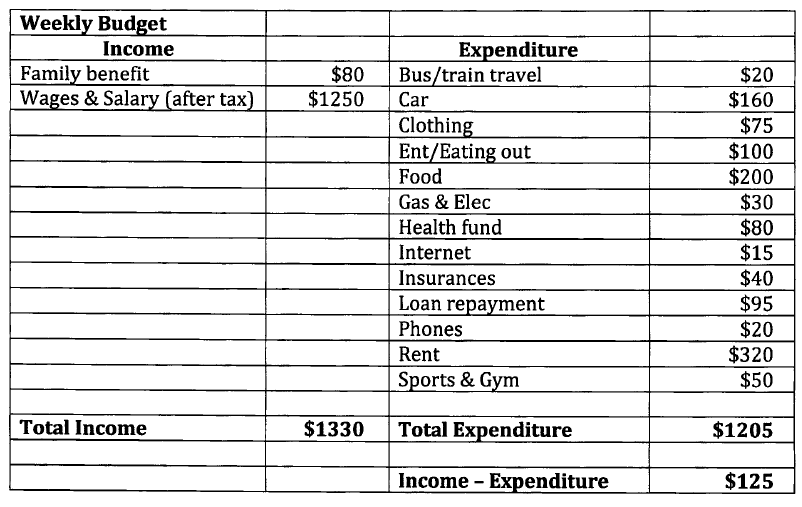 Weekly Budget
Income Expenditure
Family benefit $80 Bus/train travel $20
Wages & Salary (after tax) $1250 Car $160
Clothing $75
Ent/Eating out $100
Food $200
Gas & Elec $30
Health fund $80
Internet $15
Insurances $40
Loan repayment $95
Phones $20
Rent $320
Sports & Gym $50
Total Income $1330 Total Expenditure $1205
Income – Expenditure $125